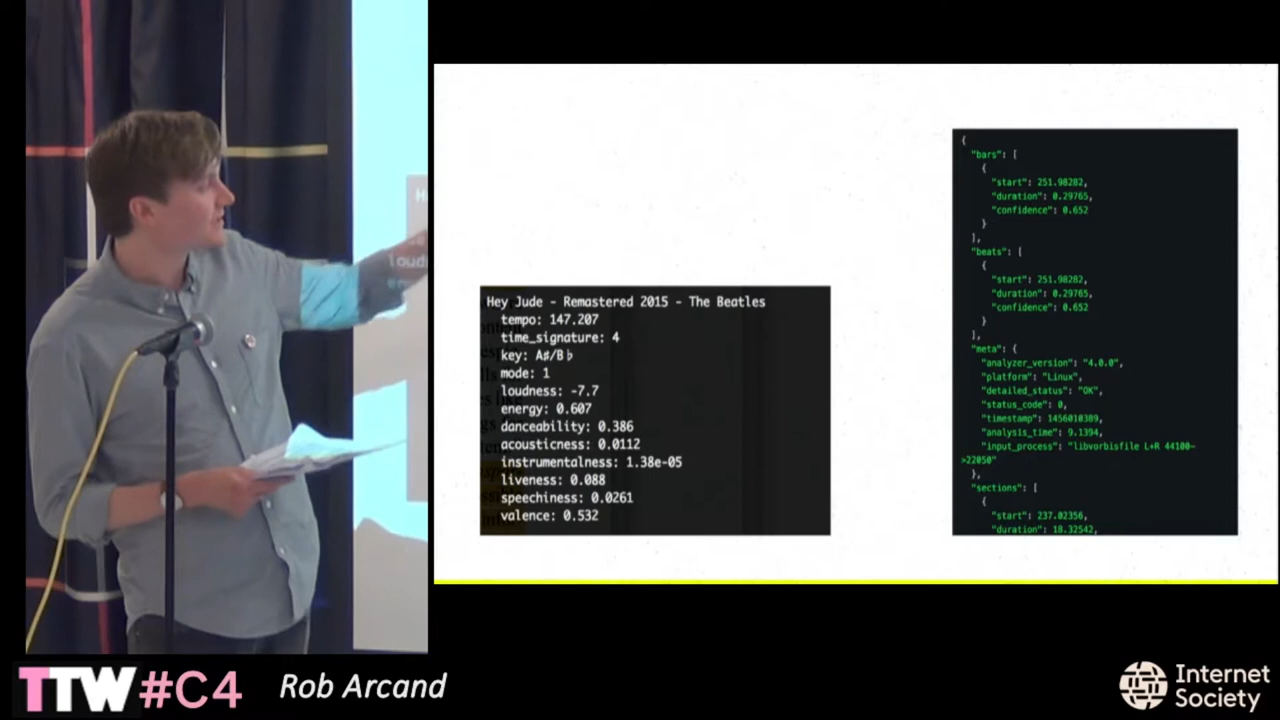 Hey Jude - Remastered 2015 - The Beatles
tempo: 147.207
time_signature: 4
key: A♯/B♭
mode: 1
loudness: -7.7
energy: 0.607
danceability: 0.386
acousticness: 0.0112
instrumentalness: 1.38e-05
liveness: 0.088
speechiness: 0.0261
valence: 0.532
{
"bars": [
{
"start": 251.98282,
"duration": 0.29765,
"confidence": 0.652
}
],
"beats": [
{
"start": 251.98282,
"duration": 0.29765,
"confidence": 0.652
}
],
"meta": {
"analyzer_version": "4.0.0",
"platform": "Linux",
"detailed_status": "OK",
"status_code": 0,
"timestamp": 1456010389,
"analysis_time": 9.1394,
"input_process": "libvorbisfile L+R 44100-
>22050"
},
"sections": [
{
"start": 237.02356,
"duration": 18.32542,
TTW#C4
Rob Arcand
Internet
Society